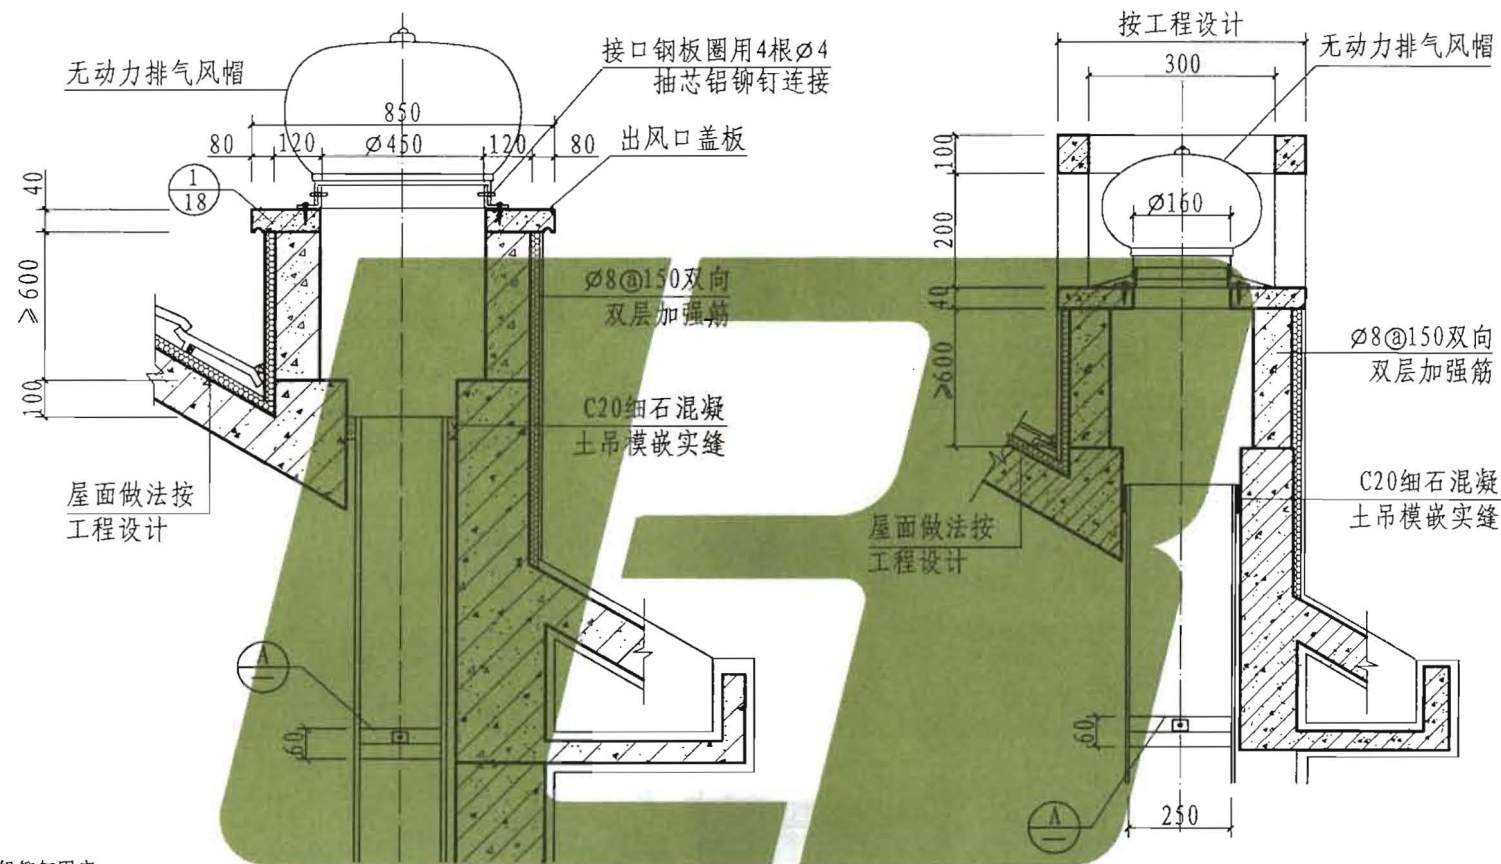 无动力排气风帽
接口钢板圈用4根Ø4
抽芯铝铆钉连接
850
80
120
Ø450
120
80
出风口盖板
1
18
40
≥600
100
Ø8@150双向
双层加强筋
C20细石混凝
土吊模嵌实缝
屋面做法按
工程设计
A
60
按工程设计
300
无动力排气风帽
100
200
40
≥600
Ø160
Ø8@150双向
双层加强筋
C20细石混凝
土吊模嵌实缝
屋面做法按
工程设计
60
A
250